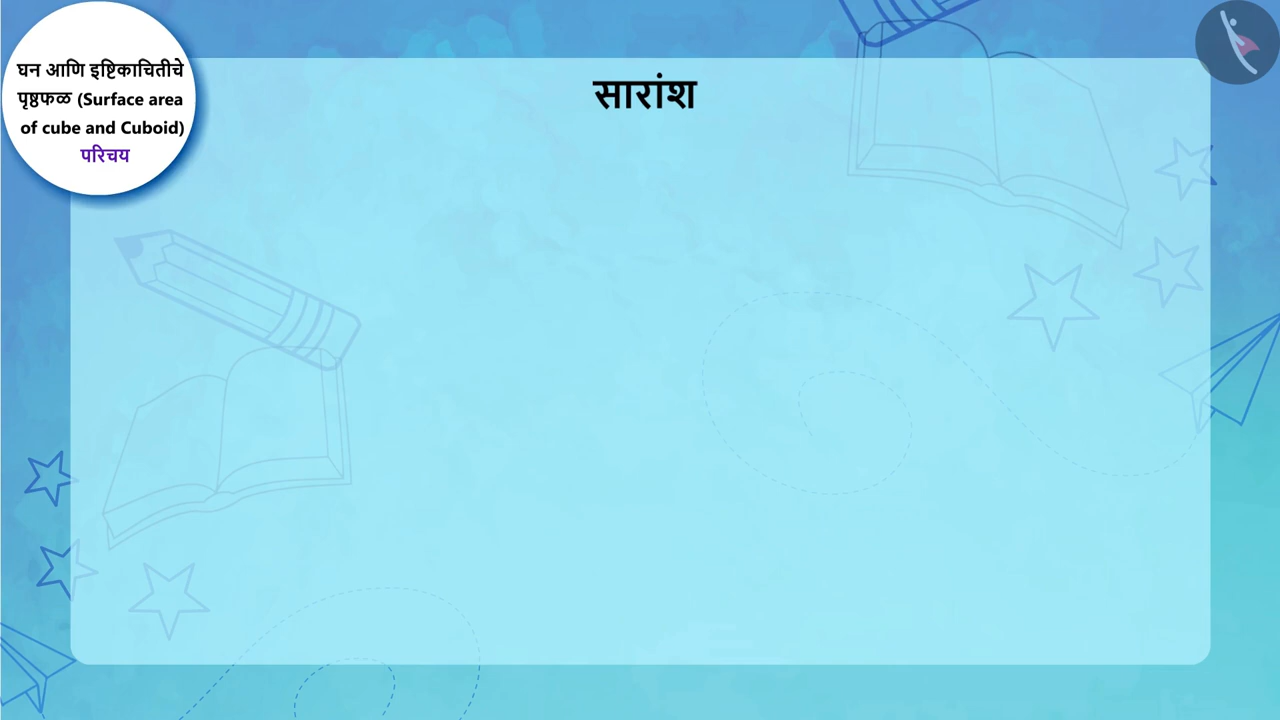 घन आणि इष्टिकाचितीचे
पृष्ठफळ (Surface area
of cube and Cuboid)
परिचय
सारांश